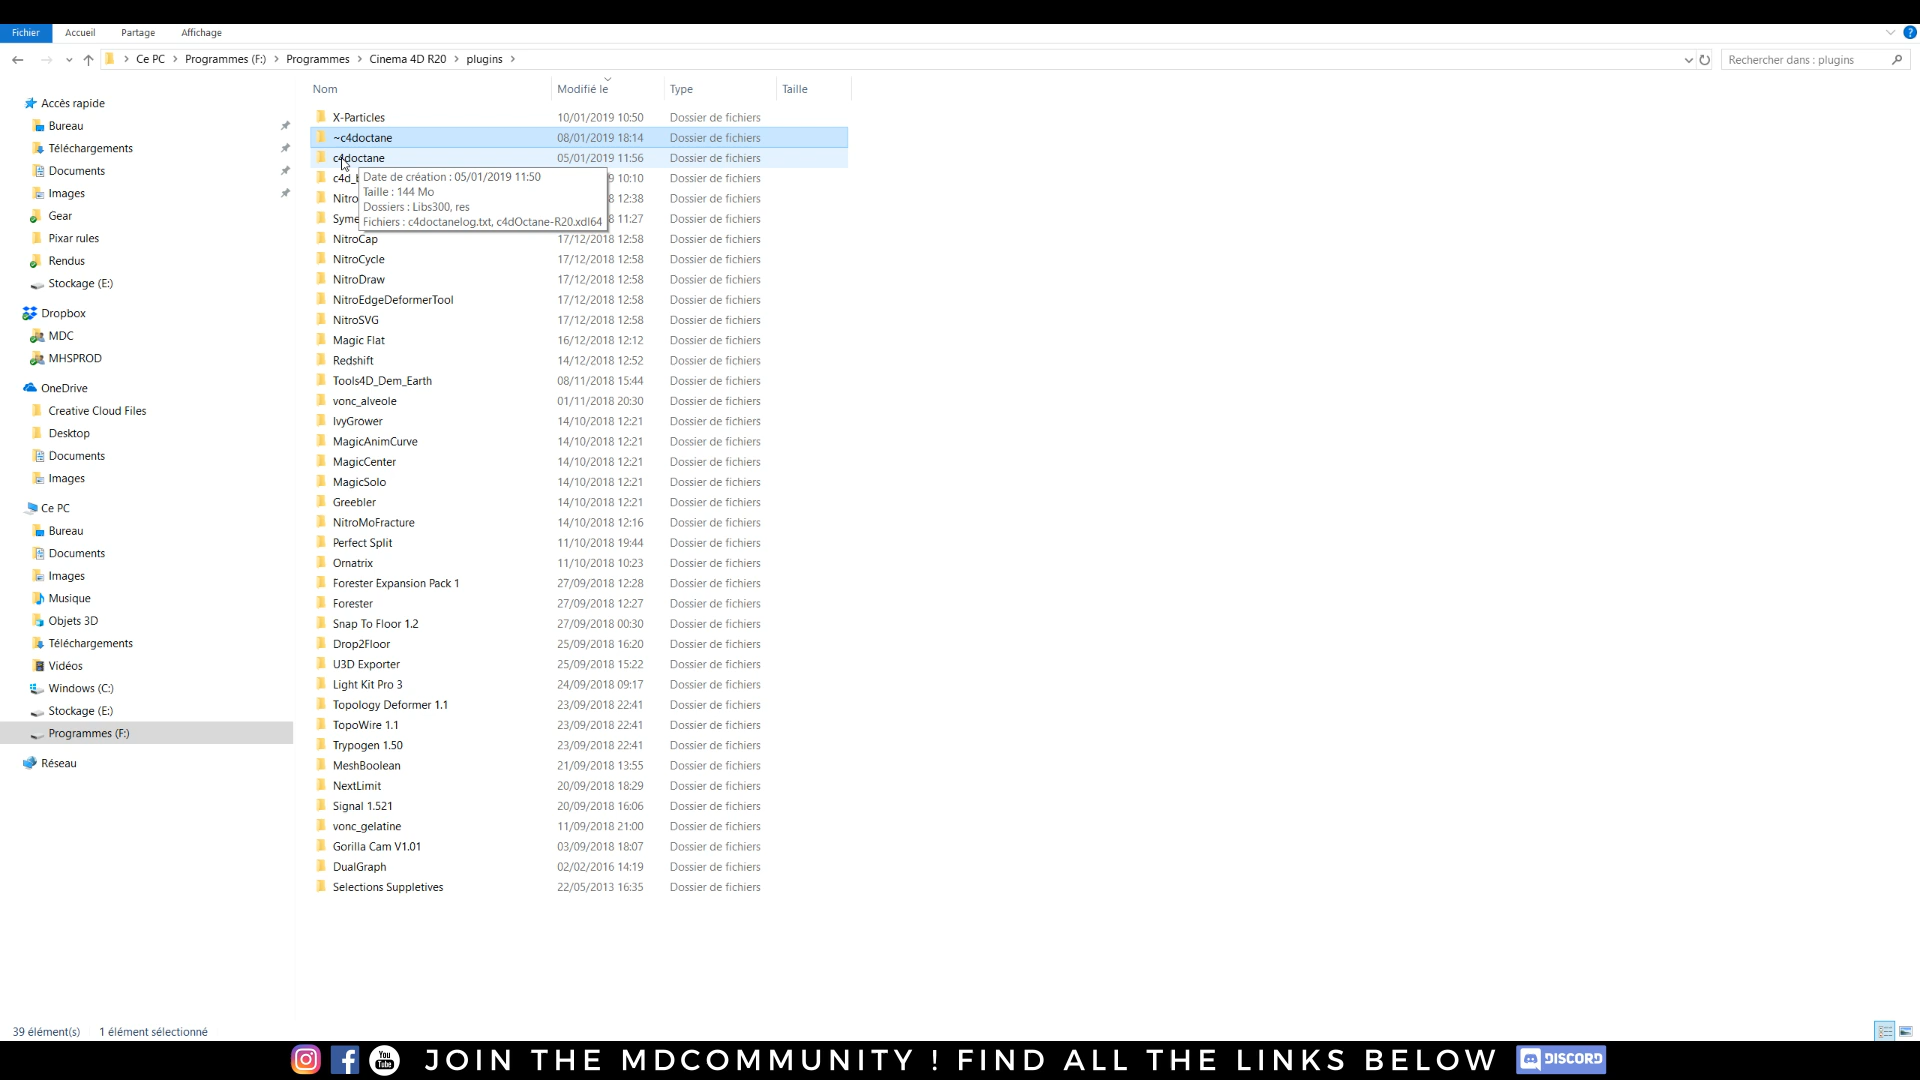 Fichier Accueil Partage Affichage ?
Ce PC Programmes (F:) Programmes Cinema 4D R20 plugins Rechercher dans : plugins
Nom Modifié le Type Taille
Accès rapide
Bureau
Téléchargements
Documents
Images
Gear
Pixar rules
Rendus
Stockage (E:)
Dropbox
MDC
MHSPROD
OneDrive
Creative Cloud Files
Desktop
Documents
Images
Ce PC
Bureau
Documents
Images
Musique
Objets 3D
Téléchargements
Vidéos
Windows (C:)
Stockage (E:)
Programmes (F:)
Réseau
X-Particles 10/01/2019 10:50 Dossier de fichiers
~c4doctane 08/01/2019 18:14 Dossier de fichiers
c4doctane 05/01/2019 11:56 Dossier de fichiers
c4d_ 9 10:10 Dossier de fichiers
Nitro 8 12:38 Dossier de fichiers
Syme 8 11:27 Dossier de fichiers
Date de création : 05/01/2019 11:50
Taille : 144 Mo
Dossiers : Libs300, res
Fichiers : c4doctanelog.txt, c4dOctane-R20.xdl64
NitroCap 17/12/2018 12:58 Dossier de fichiers
NitroCycle 17/12/2018 12:58 Dossier de fichiers
NitroDraw 17/12/2018 12:58 Dossier de fichiers
NitroEdgeDeformerTool 17/12/2018 12:58 Dossier de fichiers
NitroSVG 17/12/2018 12:58 Dossier de fichiers
Magic Flat 16/12/2018 12:12 Dossier de fichiers
Redshift 14/12/2018 12:52 Dossier de fichiers
Tools4D_Dem_Earth 08/11/2018 15:44 Dossier de fichiers
vonc_alveole 01/11/2018 20:30 Dossier de fichiers
IvyGrower 14/10/2018 12:21 Dossier de fichiers
MagicAnimCurve 14/10/2018 12:21 Dossier de fichiers
MagicCenter 14/10/2018 12:21 Dossier de fichiers
MagicSolo 14/10/2018 12:21 Dossier de fichiers
Greebler 14/10/2018 12:21 Dossier de fichiers
NitroMoFracture 14/10/2018 12:16 Dossier de fichiers
Perfect Split 11/10/2018 19:44 Dossier de fichiers
Ornatrix 11/10/2018 10:23 Dossier de fichiers
Forester Expansion Pack 1 27/09/2018 12:28 Dossier de fichiers
Forester 27/09/2018 12:27 Dossier de fichiers
Snap To Floor 1.2 27/09/2018 00:30 Dossier de fichiers
Drop2Floor 25/09/2018 16:20 Dossier de fichiers
U3D Exporter 25/09/2018 15:22 Dossier de fichiers
Light Kit Pro 3 24/09/2018 09:17 Dossier de fichiers
Topology Deformer 1.1 23/09/2018 22:41 Dossier de fichiers
TopoWire 1.1 23/09/2018 22:41 Dossier de fichiers
Trypogen 1.50 23/09/2018 22:41 Dossier de fichiers
MeshBoolean 21/09/2018 13:55 Dossier de fichiers
NextLimit 20/09/2018 18:29 Dossier de fichiers
Signal 1.521 20/09/2018 16:06 Dossier de fichiers
vonc_gelatine 11/09/2018 21:00 Dossier de fichiers
Gorilla Cam V1.01 03/09/2018 18:07 Dossier de fichiers
DualGraph 02/02/2016 14:19 Dossier de fichiers
Selections Suppletives 22/05/2013 16:35 Dossier de fichiers
39 élément(s) 1 élément sélectionné
You Tube JOIN THE MDCOMMUNITY ! FIND ALL THE LINKS BELOW DISCORD